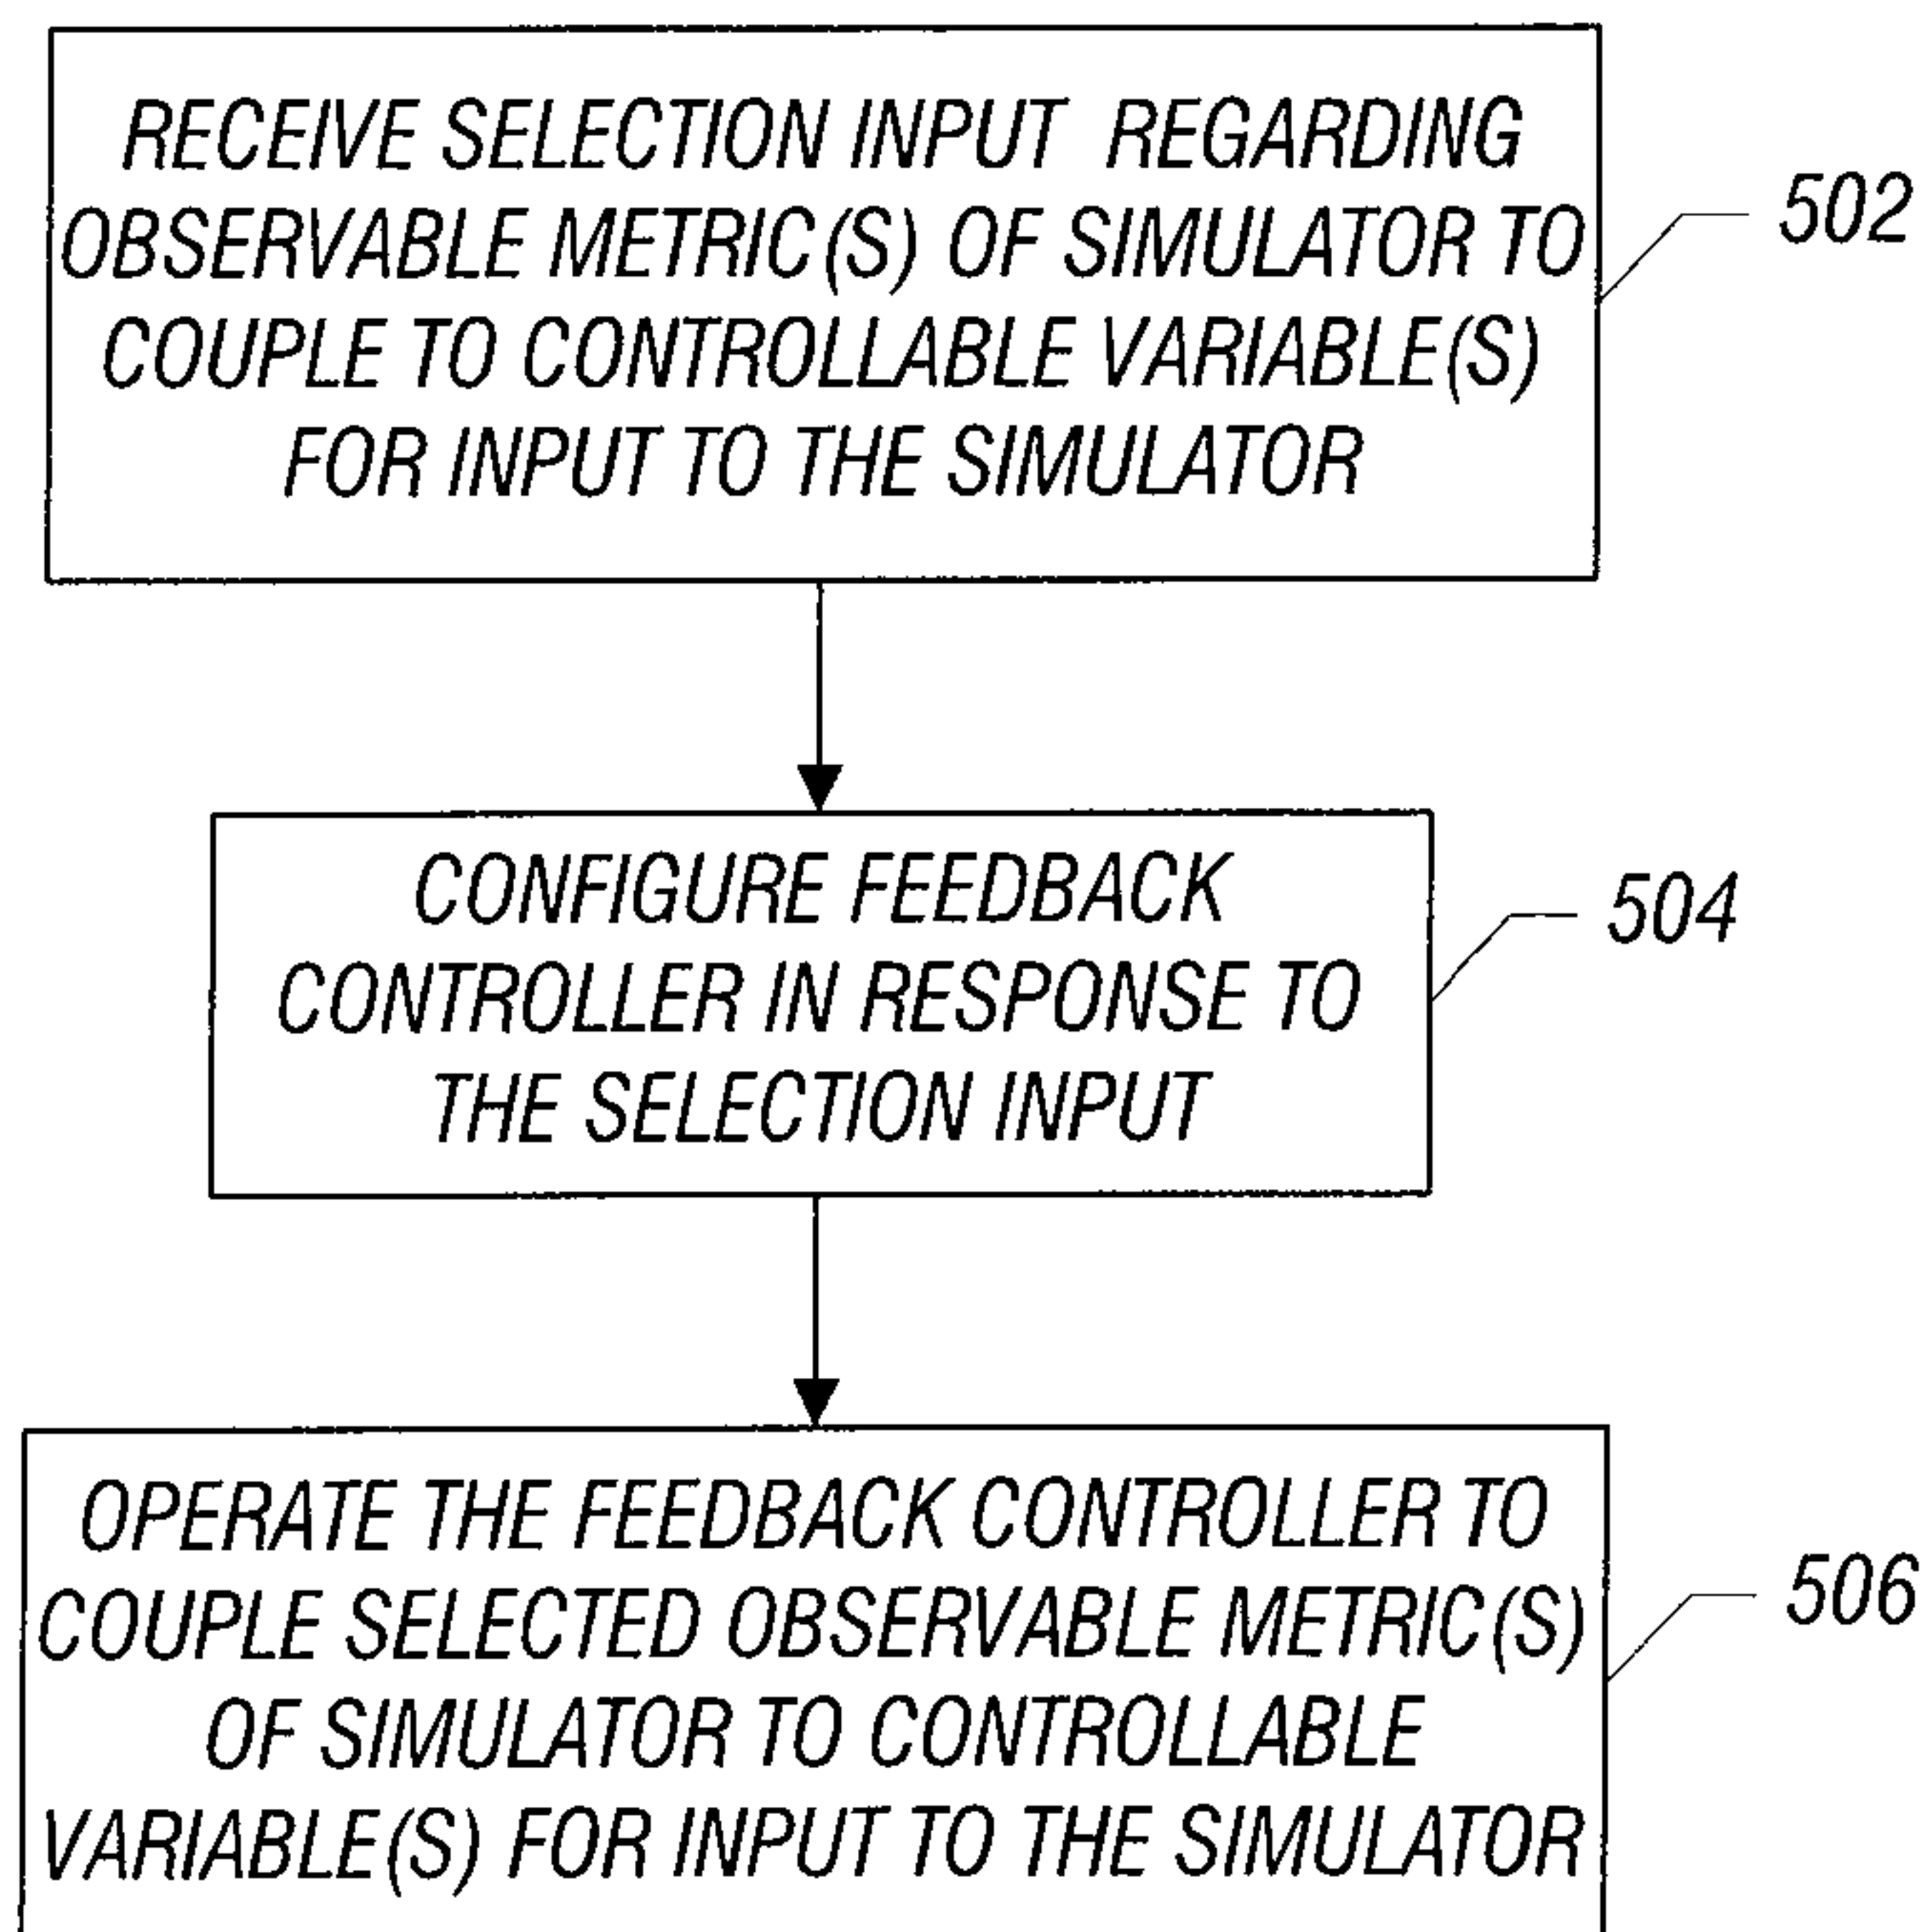 RECEIVE SELECTION INPUT REGARDING
OBSERVABLE METRIC(S) OF SIMULATOR TO
COUPLE TO CONTROLLABLE VARIABLE(S)
FOR INPUT TO THE SIMULATOR
502
CONFIGURE FEEDBACK
CONTROLLER IN RESPONSE TO
THE SELECTION INPUT
504
OPERATE THE FEEDBACK CONTROLLER TO
COUPLE SELECTED OBSERVABLE METRIC(S)
OF SIMULATOR TO CONTROLLABLE
VARIABLE(S) FOR INPUT TO THE SIMULATOR
506